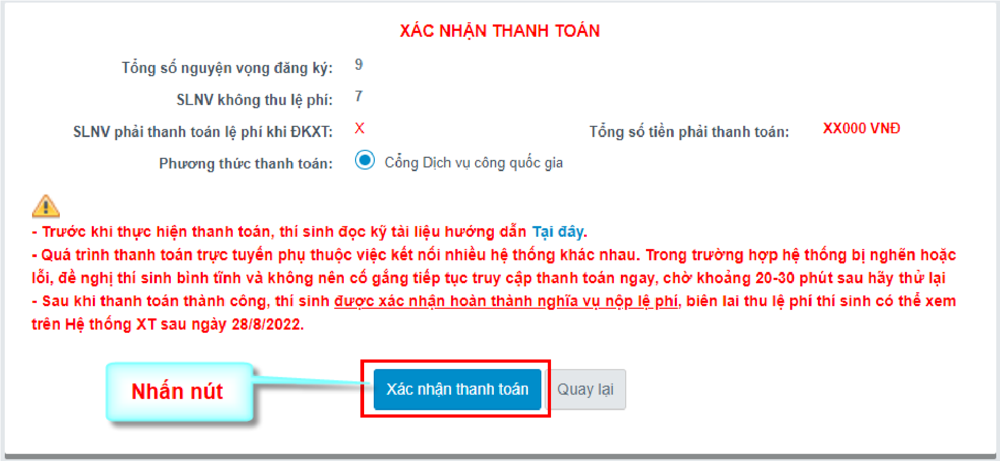 XÁC NHẬN THANH TOÁN
Tổng số nguyện vọng đăng ký: 9
SLNV không thu lệ phí: 7
SLNV phải thanh toán lệ phí khi ĐKXT: X Tổng số tiền phải thanh toán: XX000 VNĐ
Phương thức thanh toán: Cổng Dịch vụ công quốc gia
- Trước khi thực hiện thanh toán, thí sinh đọc kỹ tài liệu hướng dẫn Tại đây.
- Quá trình thanh toán trực tuyến phụ thuộc việc kết nối nhiều hệ thống khác nhau. Trong trường hợp hệ thống bị nghẽn hoặc
lỗi, đề nghị thí sinh bình tĩnh và không nên cố gắng tiếp tục truy cập thanh toán ngay, chờ khoảng 20-30 phút sau hãy thử lại
- Sau khi thanh toán thành công, thí sinh được xác nhận hoàn thành nghĩa vụ nộp lệ phí, biên lai thu lệ phí thí sinh có thể xem
trên Hệ thống XT sau ngày 28/8/2022.
Nhấn nút Xác nhận thanh toán Quay lại